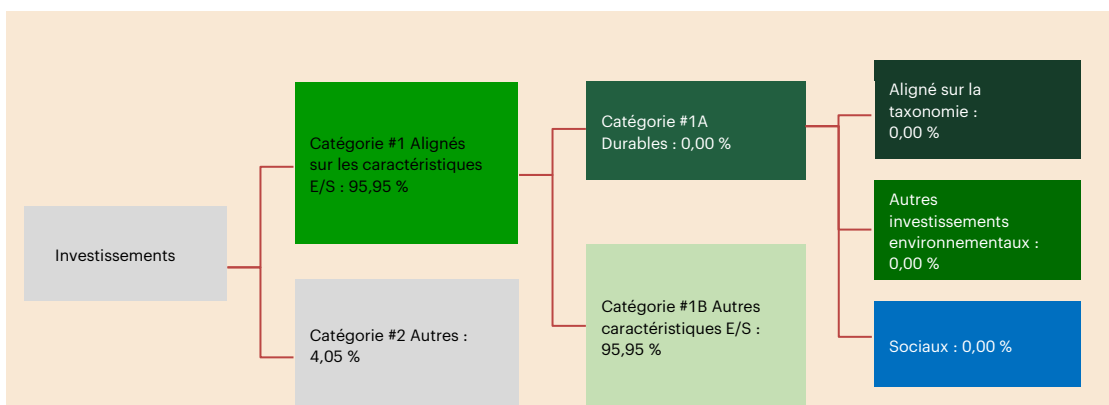 Investissements
Catégorie #1 Alignés
sur les caractéristiques
E/S : 95,95 %
Catégorie #2 Autres :
4,05 %
Catégorie #1A
Durables : 0,00 %
Catégorie #1B Autres
caractéristiques E/S :
95,95 %
Aligné sur la
taxonomie :
0,00 %
Autres
investissements
environnementaux :
0,00 %
Sociaux : 0,00 %